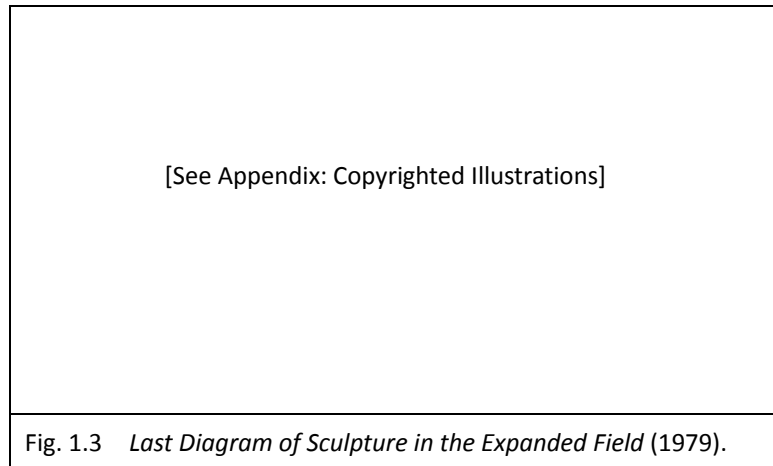 [See Appendix: Copyrighted Illustrations]
Fig. 1.3 Last Diagram of Sculpture in the Expanded Field (1979).